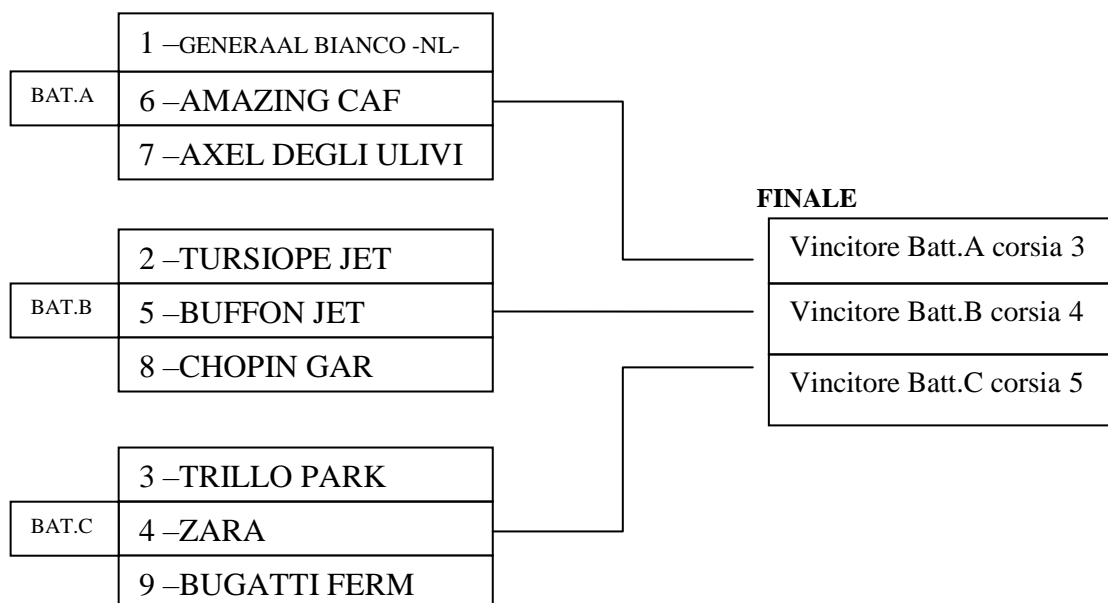 1 –GENERAAL BIANCO -NL-
BAT.A
6 –AMAZING CAF
7 –AXEL DEGLI ULIVI
FINALE
Vincitore Batt.A corsia 3
2 –TURSIOPE JET
BAT.B
5 –BUFFON JET
Vincitore Batt.B corsia 4
8 –CHOPIN GAR
Vincitore Batt.C corsia 5
3 –TRILLO PARK
BAT.C
4 –ZARA
9 –BUGATTI FERM